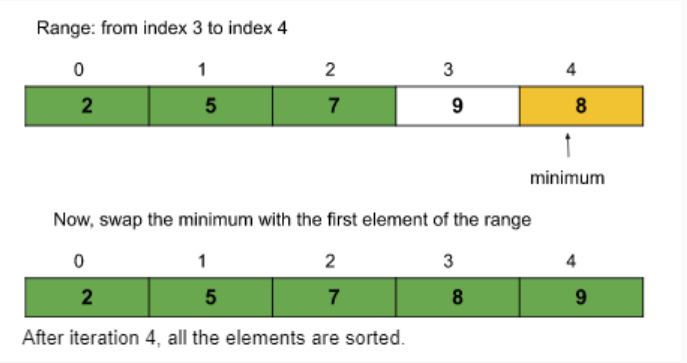 Range: from index 3 to index 4
0 1 2 3 4
2 5 7 9 8
minimum
Now, swap the minimum with the first element of the range
0 1 2 3 4
2 5 7 8 9
After iteration 4, all the elements are sorted.